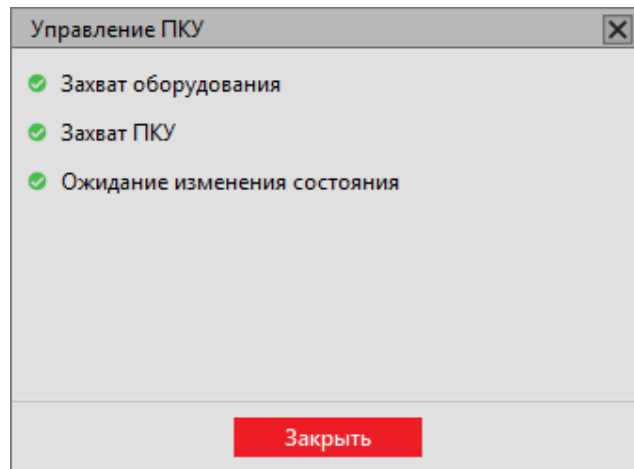 Управление ПКУ
Захват оборудования
Захват ПКУ
Ожидание изменения состояния
Закрыть